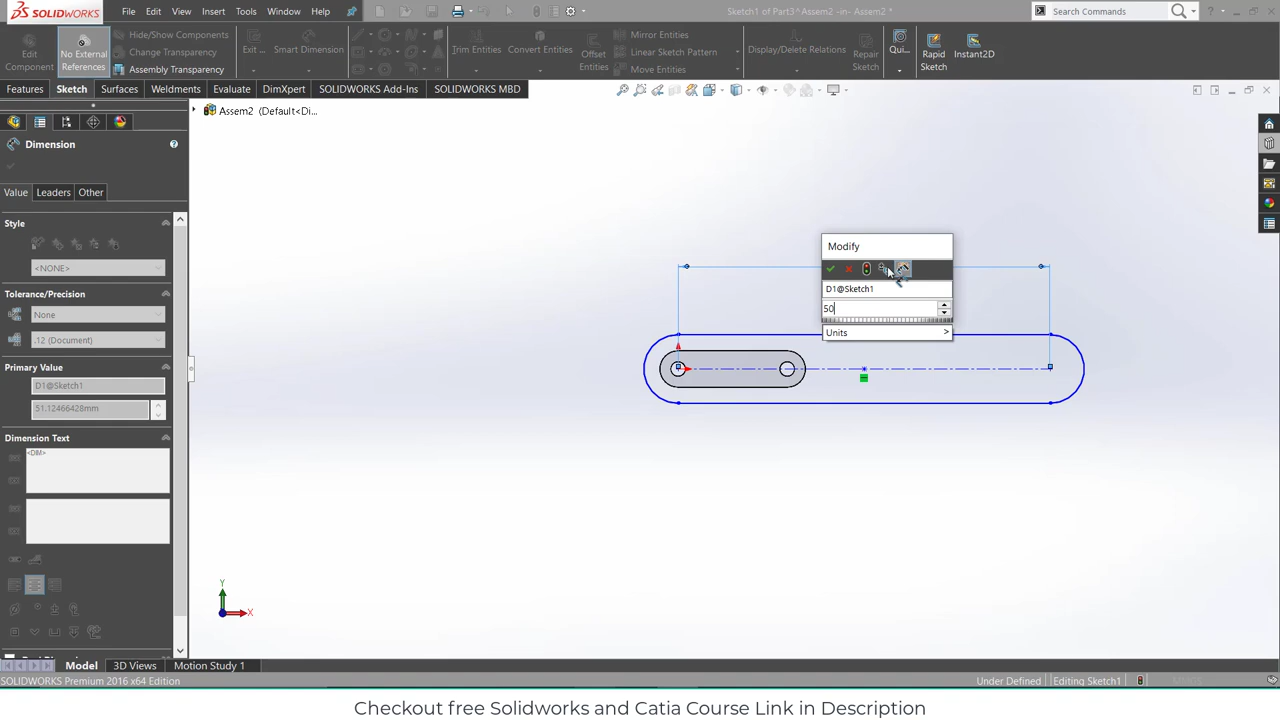 SOLIDWORKS File Edit View Insert Tools Window Help Sketch1 of Part3^Assem2 -in- Assem2 * Search Commands ?
Edit Component
No External References
Hide/Show Components
Change Transparency
Assembly Transparency
Exit ...
Smart Dimension
Trim Entities
Convert Entities
Offset Entities
Mirror Entities
Linear Sketch Pattern
Move Entities
Display/Delete Relations
Repair Sketch
Qui...
Rapid Sketch
Instant2D
Features Sketch Surfaces Weldments Evaluate DimXpert SOLIDWORKS Add-Ins SOLIDWORKS MBD
Assem2 (Default<Di...
Dimension ?
Value Leaders Other
Style
<NONE>
Tolerance/Precision
None
.12 (Document)
Primary Value
D1@Sketch1
51.12466428mm
Dimension Text
<DIM>
Modify
D1@Sketch1
50
Units >
Y
X
Model 3D Views Motion Study 1
SOLIDWORKS Premium 2016 x64 Edition Under Defined Editing Sketch1
Checkout free Solidworks and Catia Course Link in Description